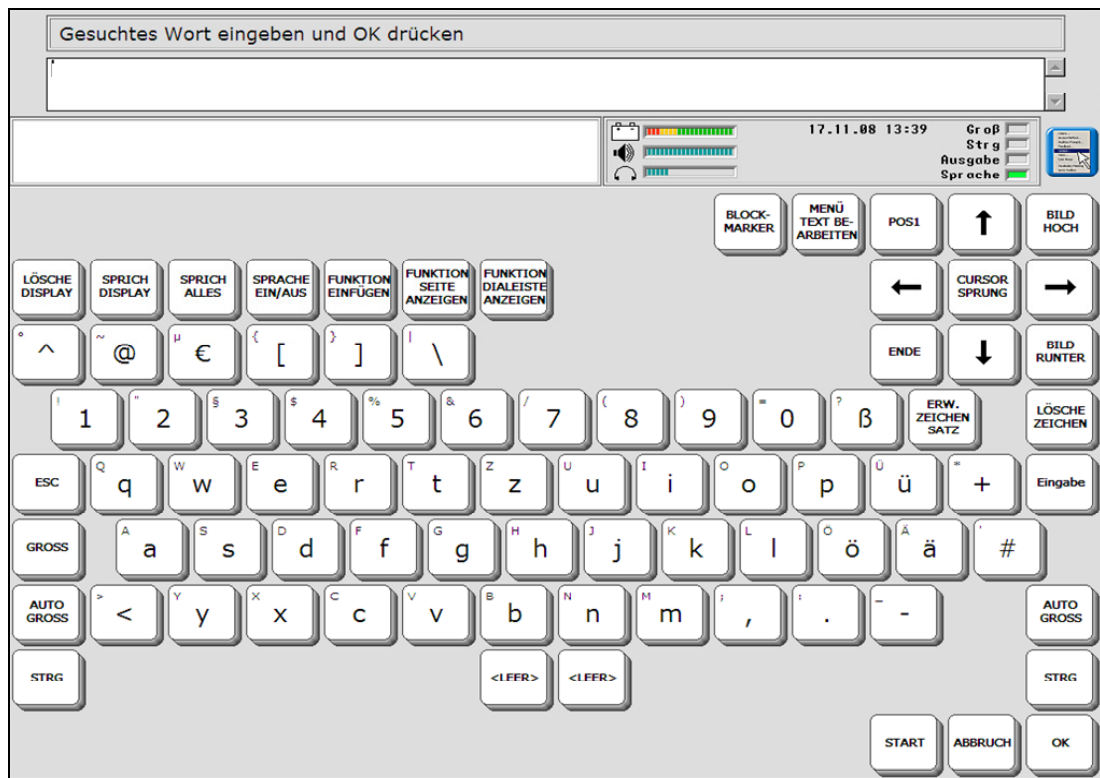 Gesuchtes Wort eingeben und OK drücken
17.11.08 13:39
Groß
Strg
Ausgabe
Sprache
BLOCK-
MARKER
MENÜ
TEXT BE-
ARBEITEN
POS1
↑
BILD
HOCH
LÖSCHE
DISPLAY
SPRICH
DISPLAY
SPRICH
ALLES
SPRACHE
EIN/AUS
FUNKTION
EINFÜGEN
FUNKTION
SEITE
ANZEIGEN
FUNKTION
DIALEISTE
ANZEIGEN
←
CURSOR
SPRUNG
→
° ^
~ @
µ €
{ [
} ]
| \
ENDE
↓
BILD
RUNTER
! 1
" 2
§ 3
$ 4
% 5
& 6
/ 7
( 8
) 9
= 0
? ß
ERW.
ZEICHEN
SATZ
LÖSCHE
ZEICHEN
ESC
Q q
W w
E e
R r
T t
Z z
U u
I i
O o
P p
Ü ü
* +
Eingabe
GROSS
A a
S s
D d
F f
G g
H h
J j
K k
L l
Ö ö
Ä ä
' #
AUTO
GROSS
> <
Y y
X x
C c
V v
B b
N n
M m
; ,
: .
_ -
AUTO
GROSS
STRG
<LEER>
<LEER>
STRG
START
ABBRUCH
OK